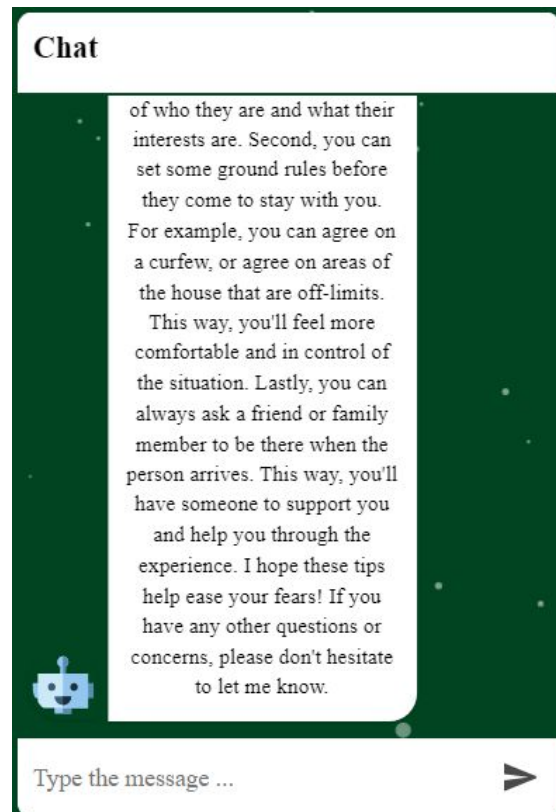 Chat
of who they are and what their
interests are. Second, you can
set some ground rules before
they come to stay with you.
For example, you can agree on
a curfew, or agree on areas of
the house that are off-limits.
This way, you'll feel more
comfortable and in control of
the situation. Lastly, you can
always ask a friend or family
member to be there when the
person arrives. This way, you'll
have someone to support you
and help you through the
experience. I hope these tips
help ease your fears! If you
have any other questions or
concerns, please don't hesitate
to let me know.
Type the message ...